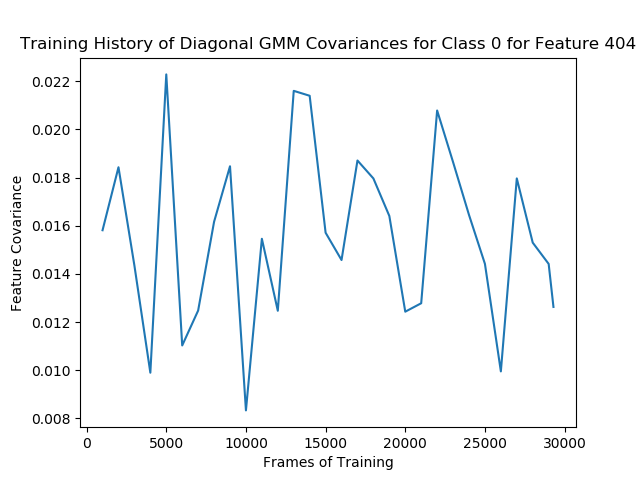 Training History of Diagonal GMM Covariances for Class 0 for Feature 404
0.022
0.020
0.018
0.016
0.014
0.012
0.010
0.008
Feature Covariance
0 5000 10000 15000 20000 25000 30000
Frames of Training